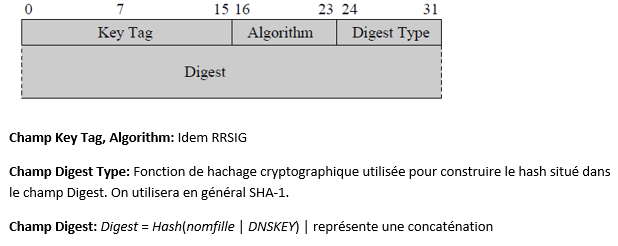 0 7 15 16 23 24 31
Key Tag Algorithm Digest Type
Digest
Champ Key Tag, Algorithm: Idem RRSIG
Champ Digest Type: Fonction de hachage cryptographique utilisée pour construire le hash situé dans
le champ Digest. On utilisera en général SHA-1.
Champ Digest: Digest = Hash(nomfille | DNSKEY) | représente une concaténation